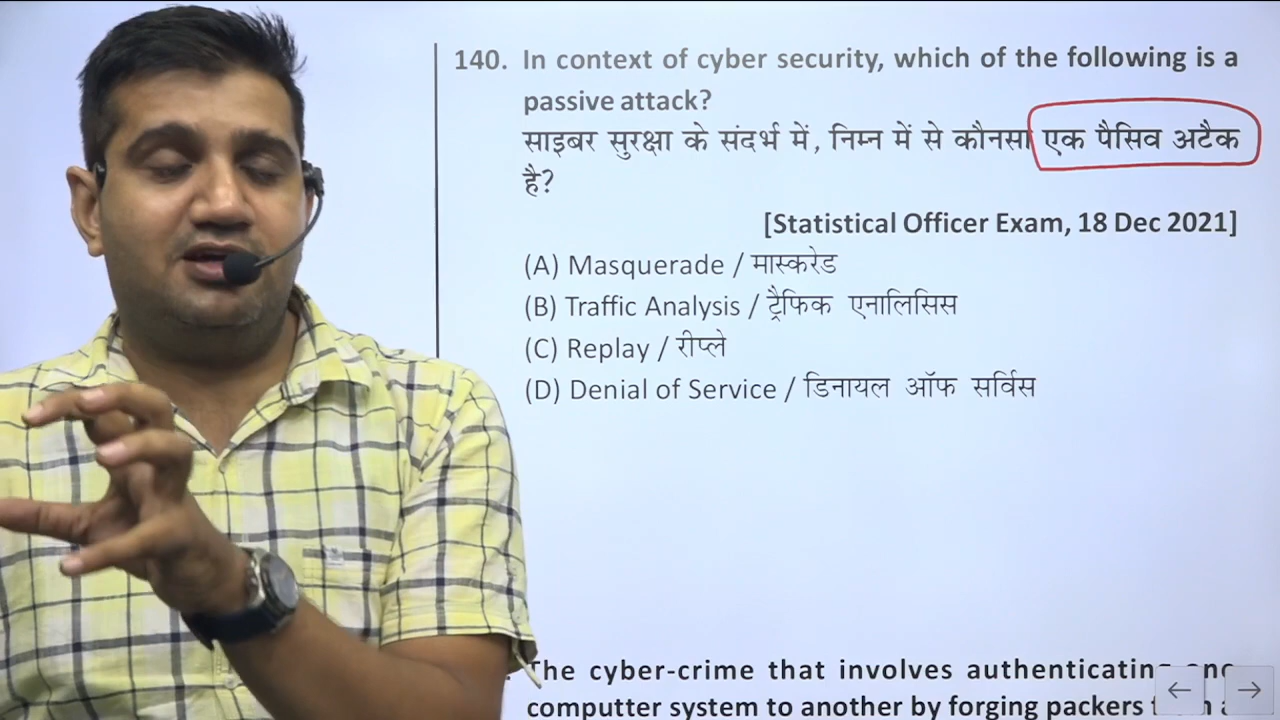 140. In context of cyber security, which of the following is a
passive attack?
साइबर सुरक्षा के संदर्भ में, निम्न में से कौनसा एक पैसिव अटैक
है?
[Statistical Officer Exam, 18 Dec 2021]
(A) Masquerade / मास्करेड
(B) Traffic Analysis / ट्रैफिक एनालिसिस
(C) Replay / रीप्ले
(D) Denial of Service / डिनायल ऑफ सर्विस
The cyber-crime that involves authenticating one
computter system to another by forging packers